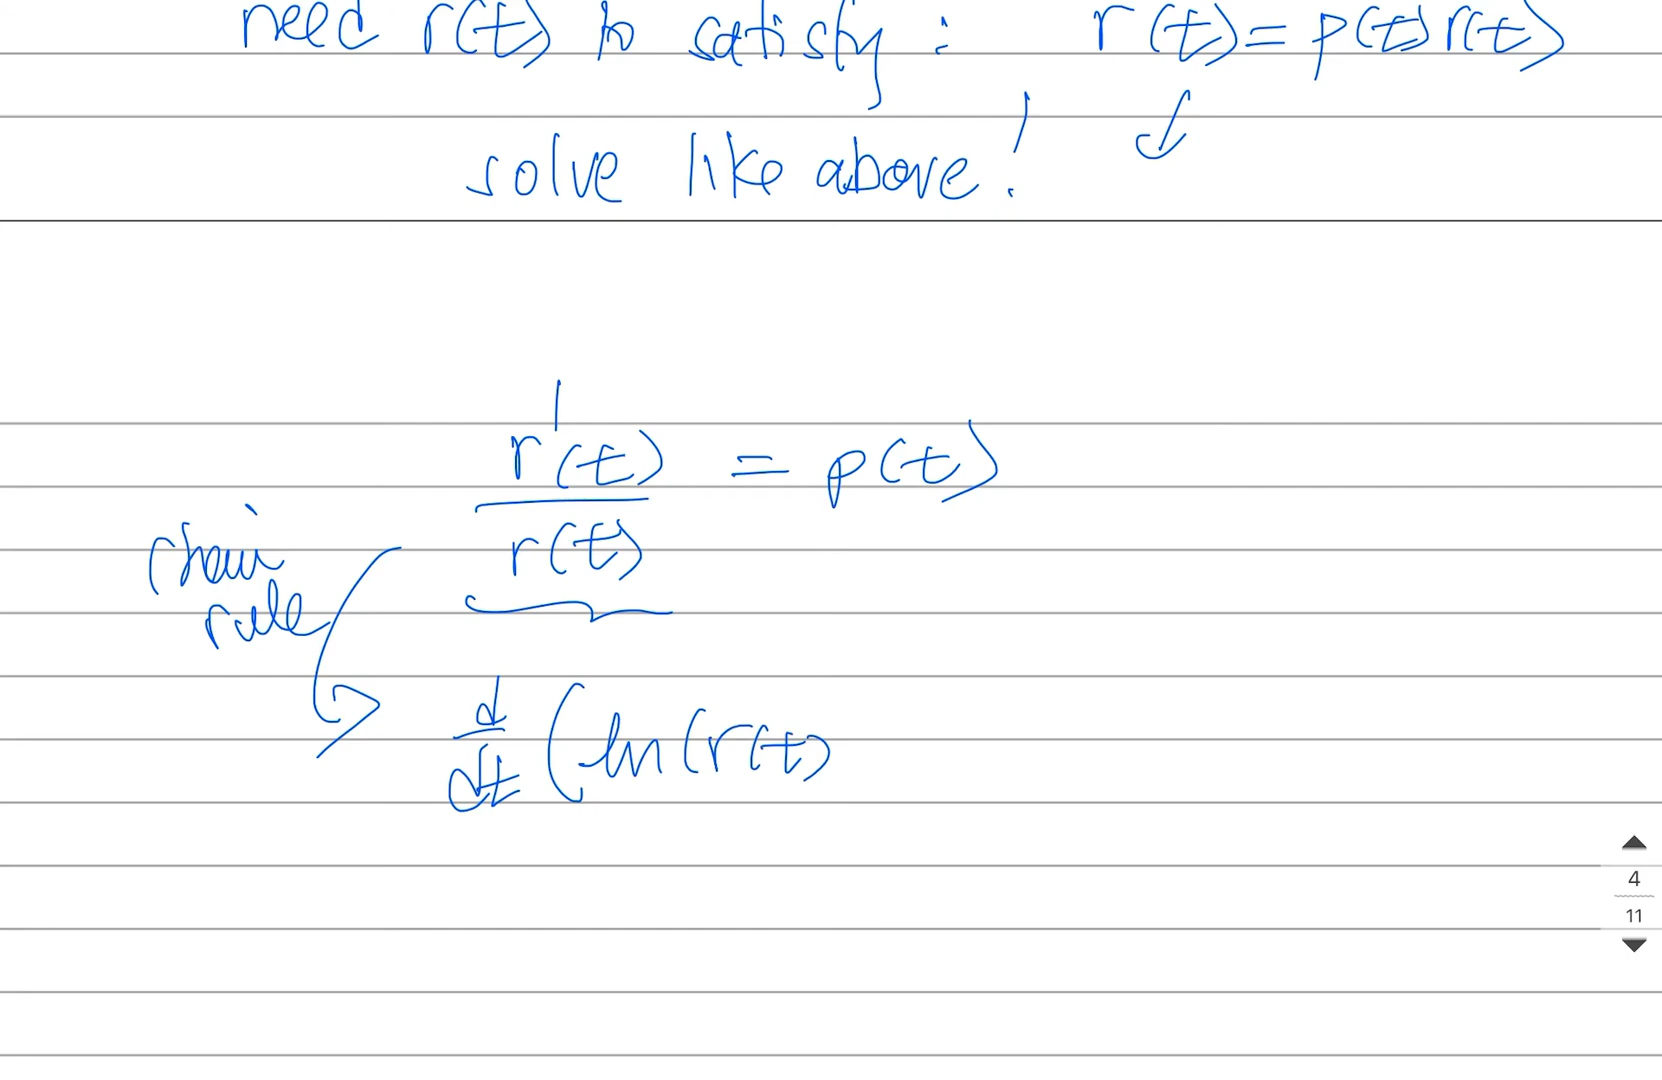 need r(t) to satisfy : r'(t) = p(t) r(t)
solve like above!
r'(t) = p(t)
r(t)
chain
rule
d/dt (ln(r(t)
4
11